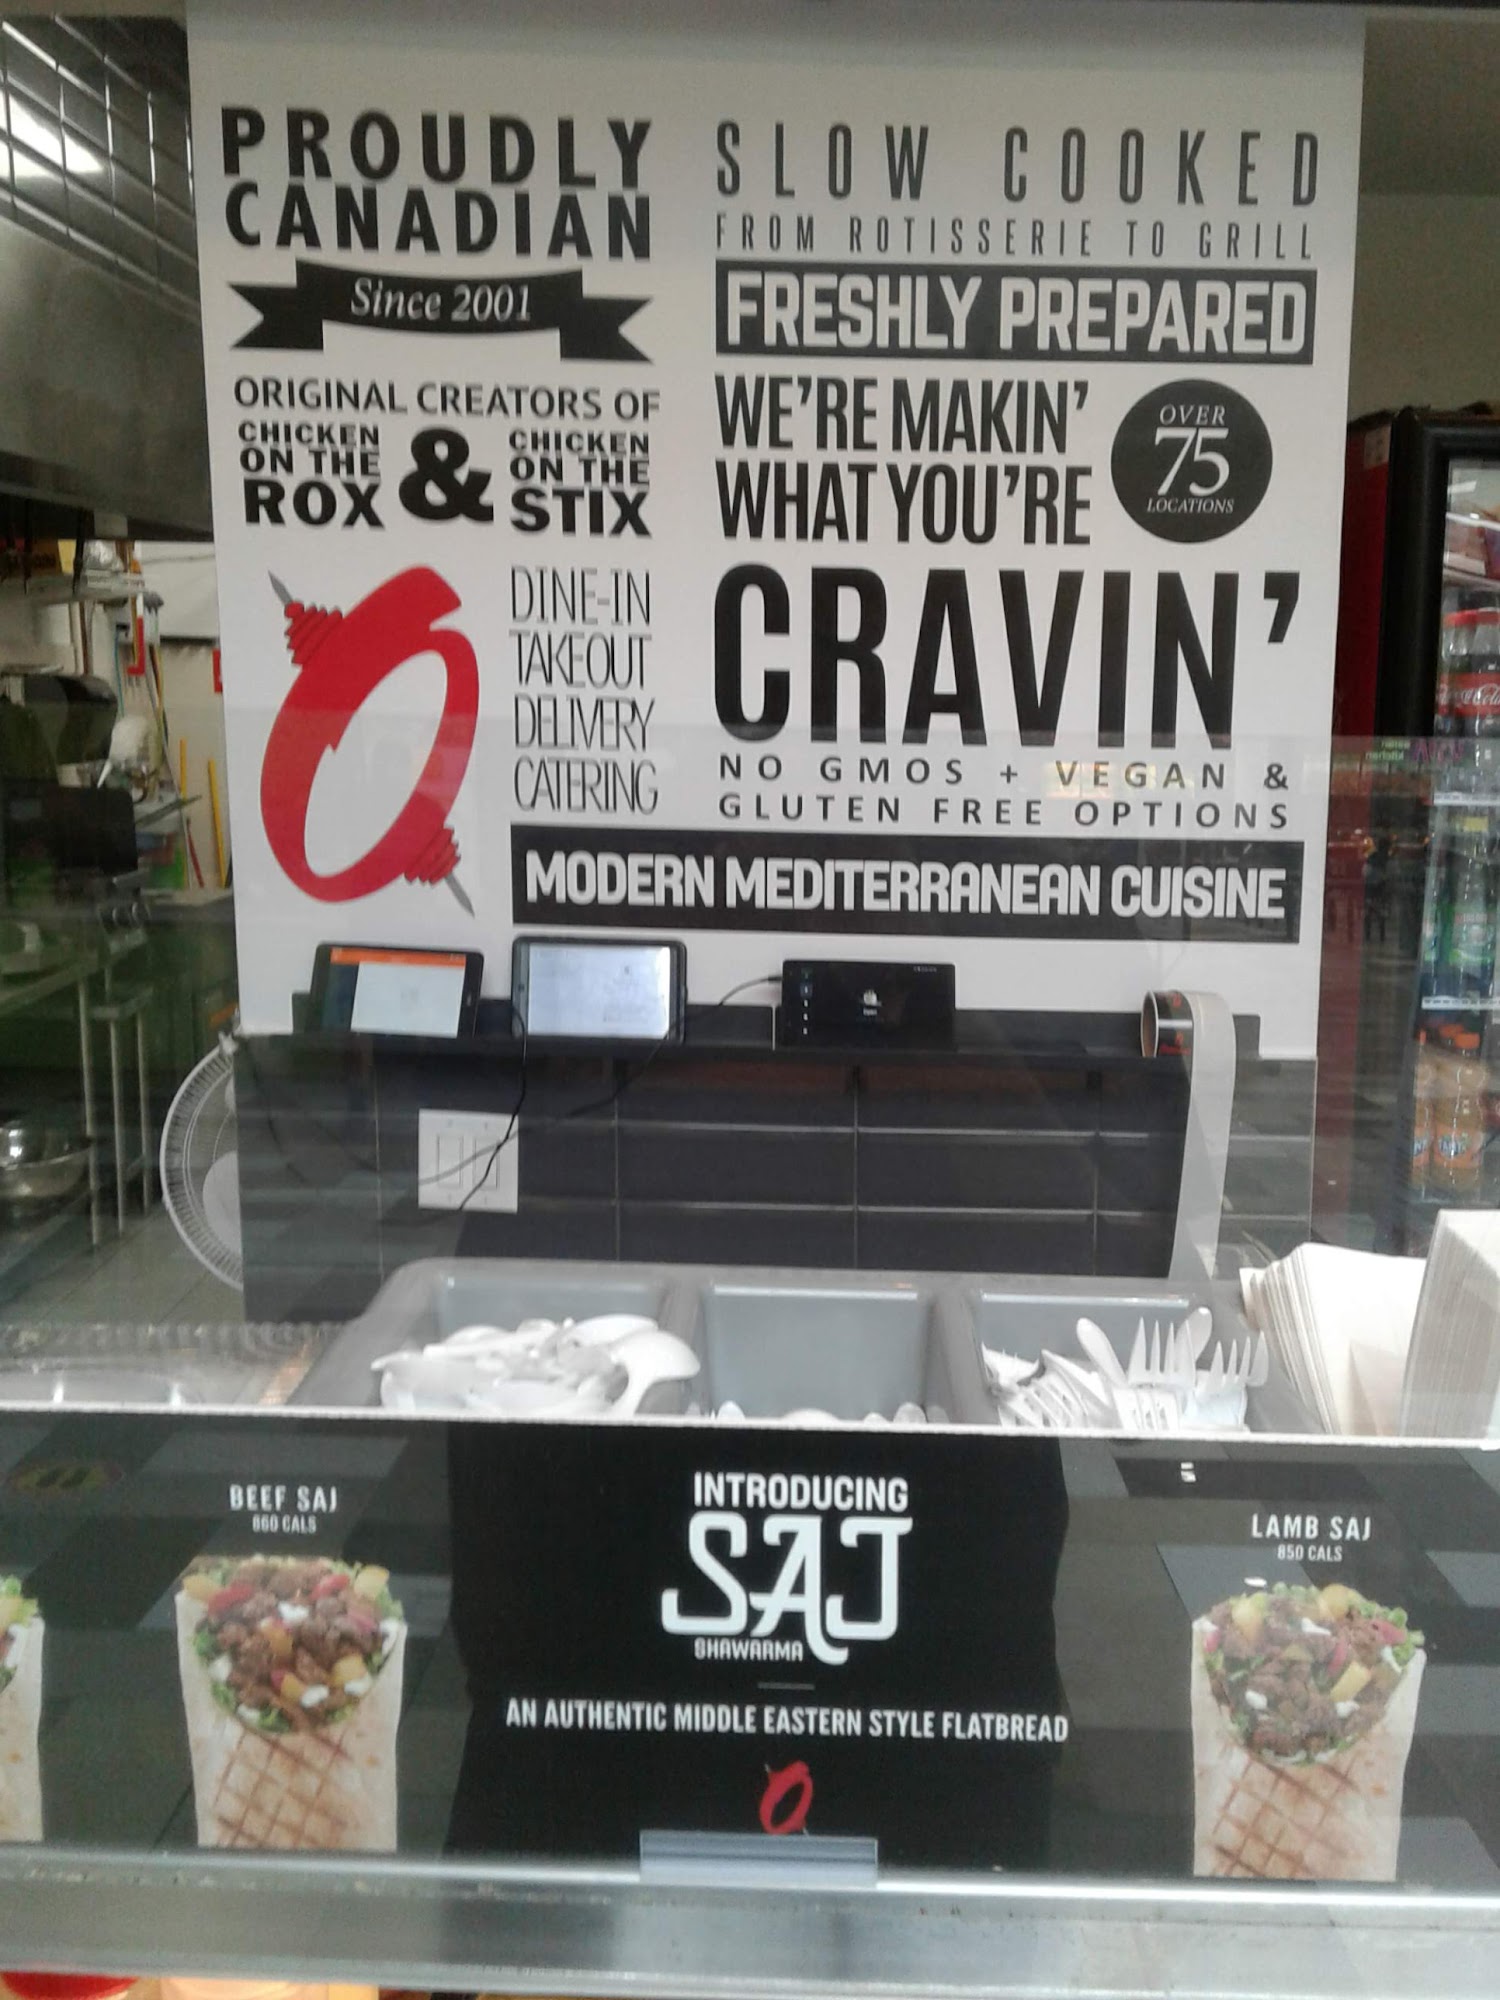 PROUDLY
CANADIAN
Since 2001
ORIGINAL CREATORS OF
CHICKEN
ON THE
ROX
&
CHICKEN
ON THE
STIX
DINE-IN
TAKEOUT
DELIVERY
CATERING
SLOW COOKED
FROM ROTISSERIE TO GRILL
FRESHLY PREPARED
WE'RE MAKIN'
WHAT YOU'RE
OVER
75
LOCATIONS
CRAVIN'
NO GMOS + VEGAN &
GLUTEN FREE OPTIONS
MODERN MEDITERRANEAN CUISINE
BEEF SAJ
860 CALS
INTRODUCING
SAJ
SHAWARMA
AN AUTHENTIC MIDDLE EASTERN STYLE FLATBREAD
LAMB SAJ
850 CALS